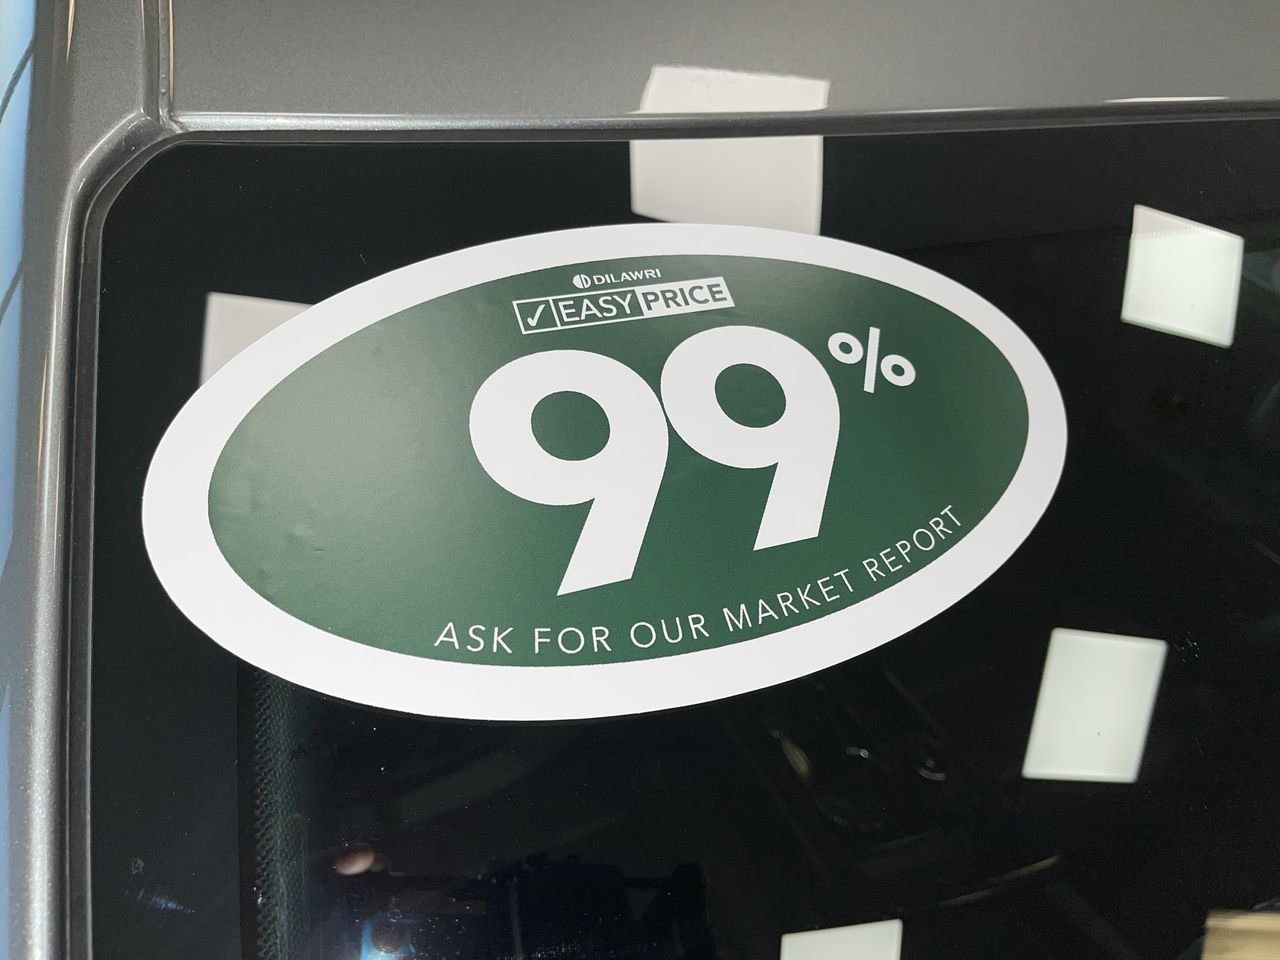 DILAWRI
✓ EASY PRICE
99%
ASK FOR OUR MARKET REPORT